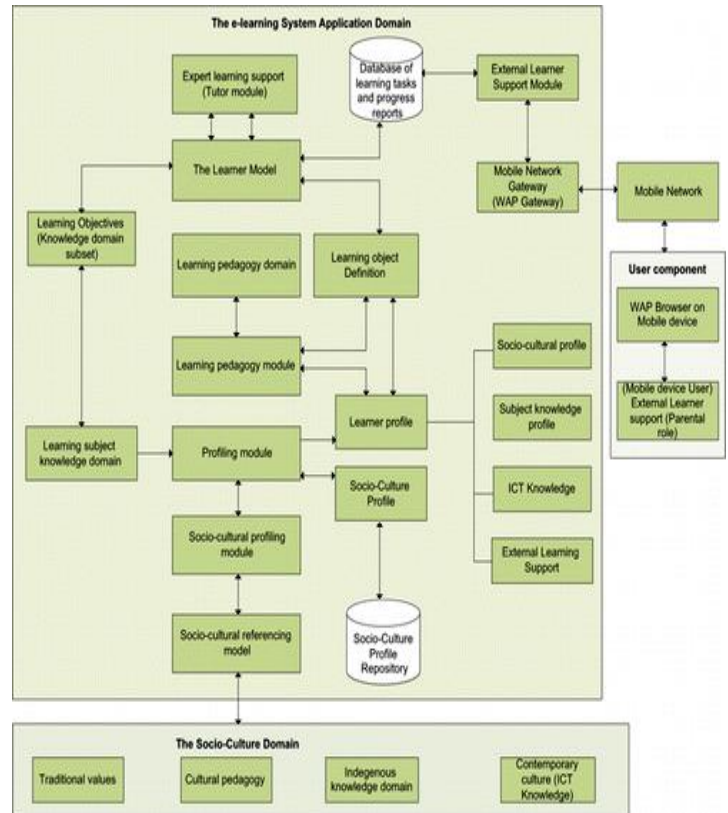 The e-learning System Application Domain
Expert learning support
(Tutor module)
Database of
learning tasks
and progress
reports
External Learner
Support Module
The Learner Model
Mobile Network
Gateway
(WAP Gateway)
Mobile Network
Learning Objectives
(Knowledge domain
subset)
Learning pedagogy domain
Learning object
Definition
User component
WAP Browser on
Mobile device
Learning pedagogy module
Socio-cultural profile
(Mobile device User)
External Learner
support (Parental
role)
Learner profile
Subject knowledge
profile
Learning subject
knowledge domain
Profiling module
Socio-Culture
Profile
ICT Knowledge
Socio-cultural profiling
module
External Learning
Support
Socio-cultural referencing
model
Socio-Culture
Profile
Repository
The Socio-Culture Domain
Traditional values
Cultural pedagogy
Indegenous
knowledge domain
Contemporary
culture (ICT
Knowledge)